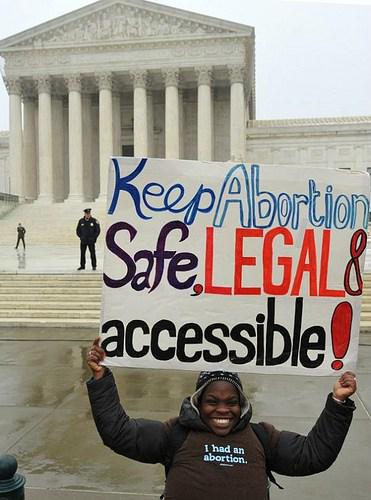 Keep Abortion
Safe, LEGAL &
accessible!
I had an
abortion.